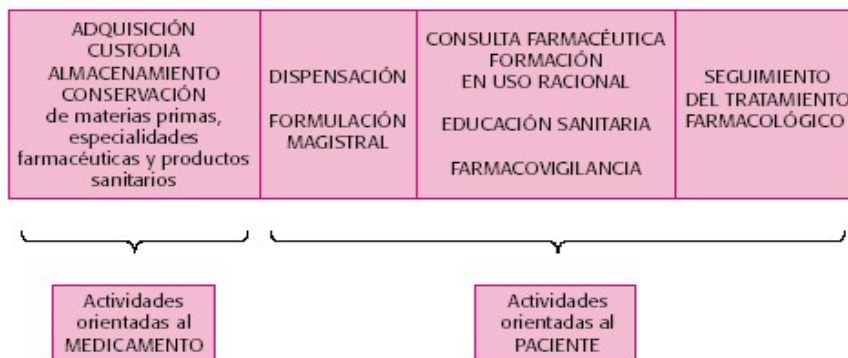 ADQUISICIÓN
CUSTODIA
ALMACENAMIENTO
CONSERVACIÓN
de materias primas,
especialidades
farmacéuticas y productos
sanitarios
DISPENSACIÓN
FORMULACIÓN
MAGISTRAL
CONSULTA FARMACÉUTICA
FORMACIÓN
EN USO RACIONAL
EDUCACIÓN SANITARIA
FARMACOVIGILANCIA
SEGUIMIENTO
DEL TRATAMIENTO
FARMACOLÓGICO
Actividades
orientadas al
MEDICAMENTO
Actividades
orientadas al
PACIENTE